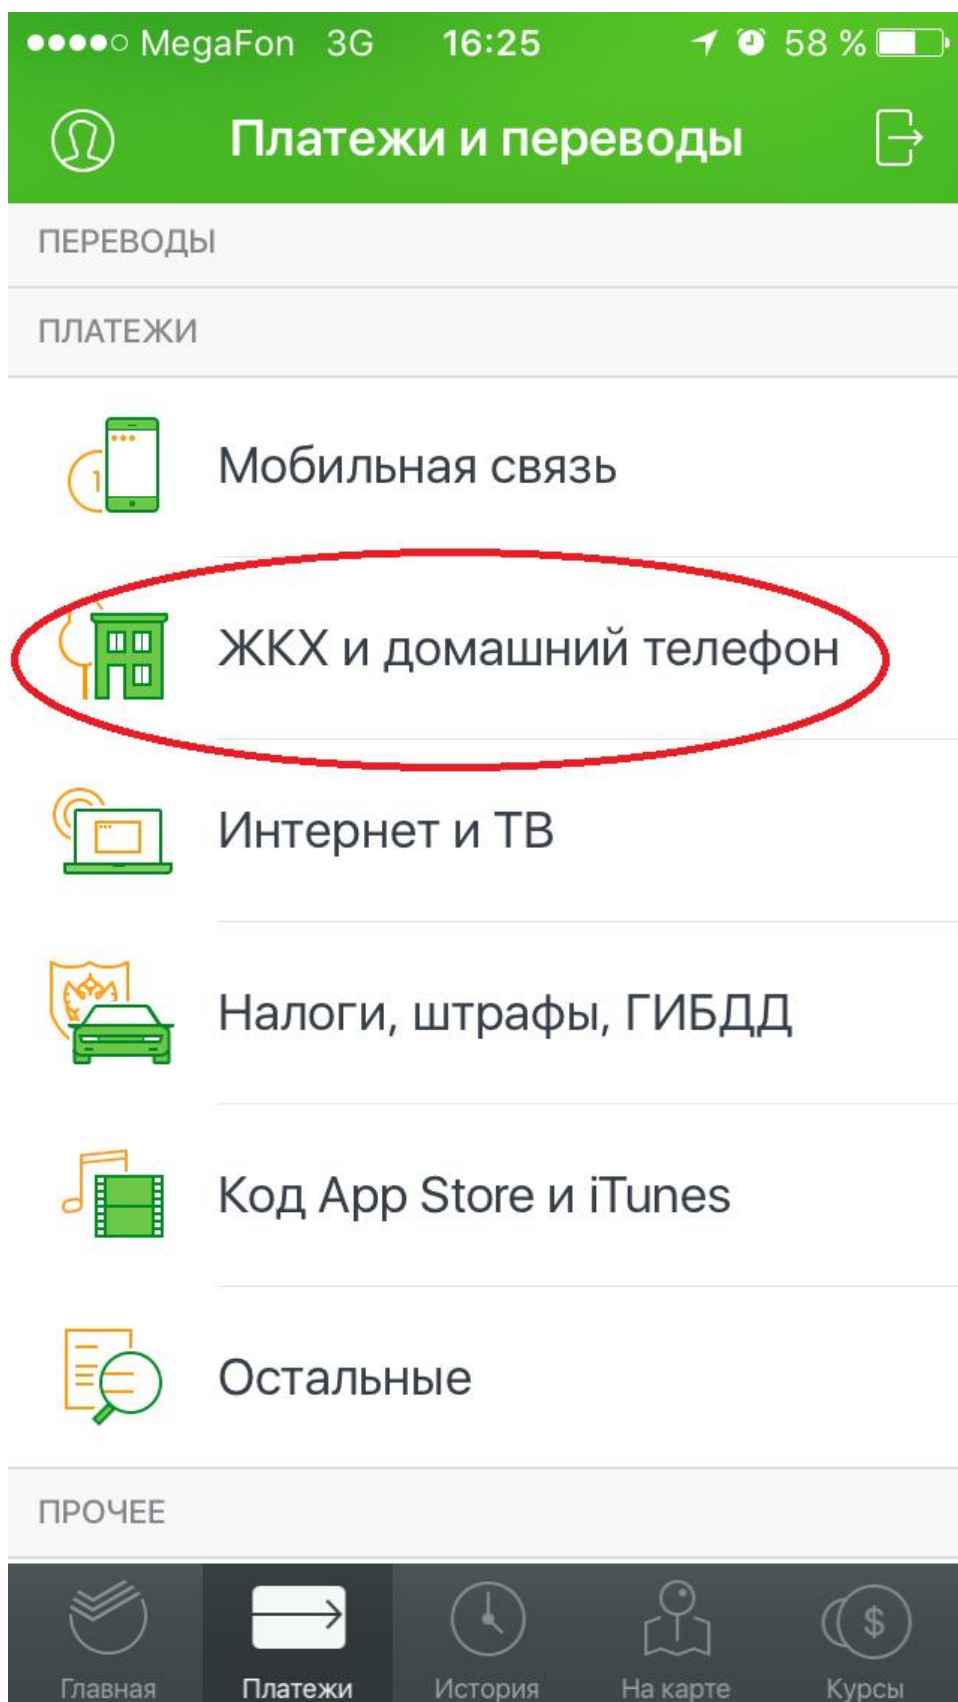 MegaFon 3G 16:25 58 %
Платежи и переводы
ПЕРЕВОДЫ
ПЛАТЕЖИ
1
Мобильная связь
ЖКХ и домашний телефон
Интернет и ТВ
Налоги, штрафы, ГИБДД
Код App Store и iTunes
Остальные
ПРОЧЕЕ
$
Главная Платежи История На карте Курсы